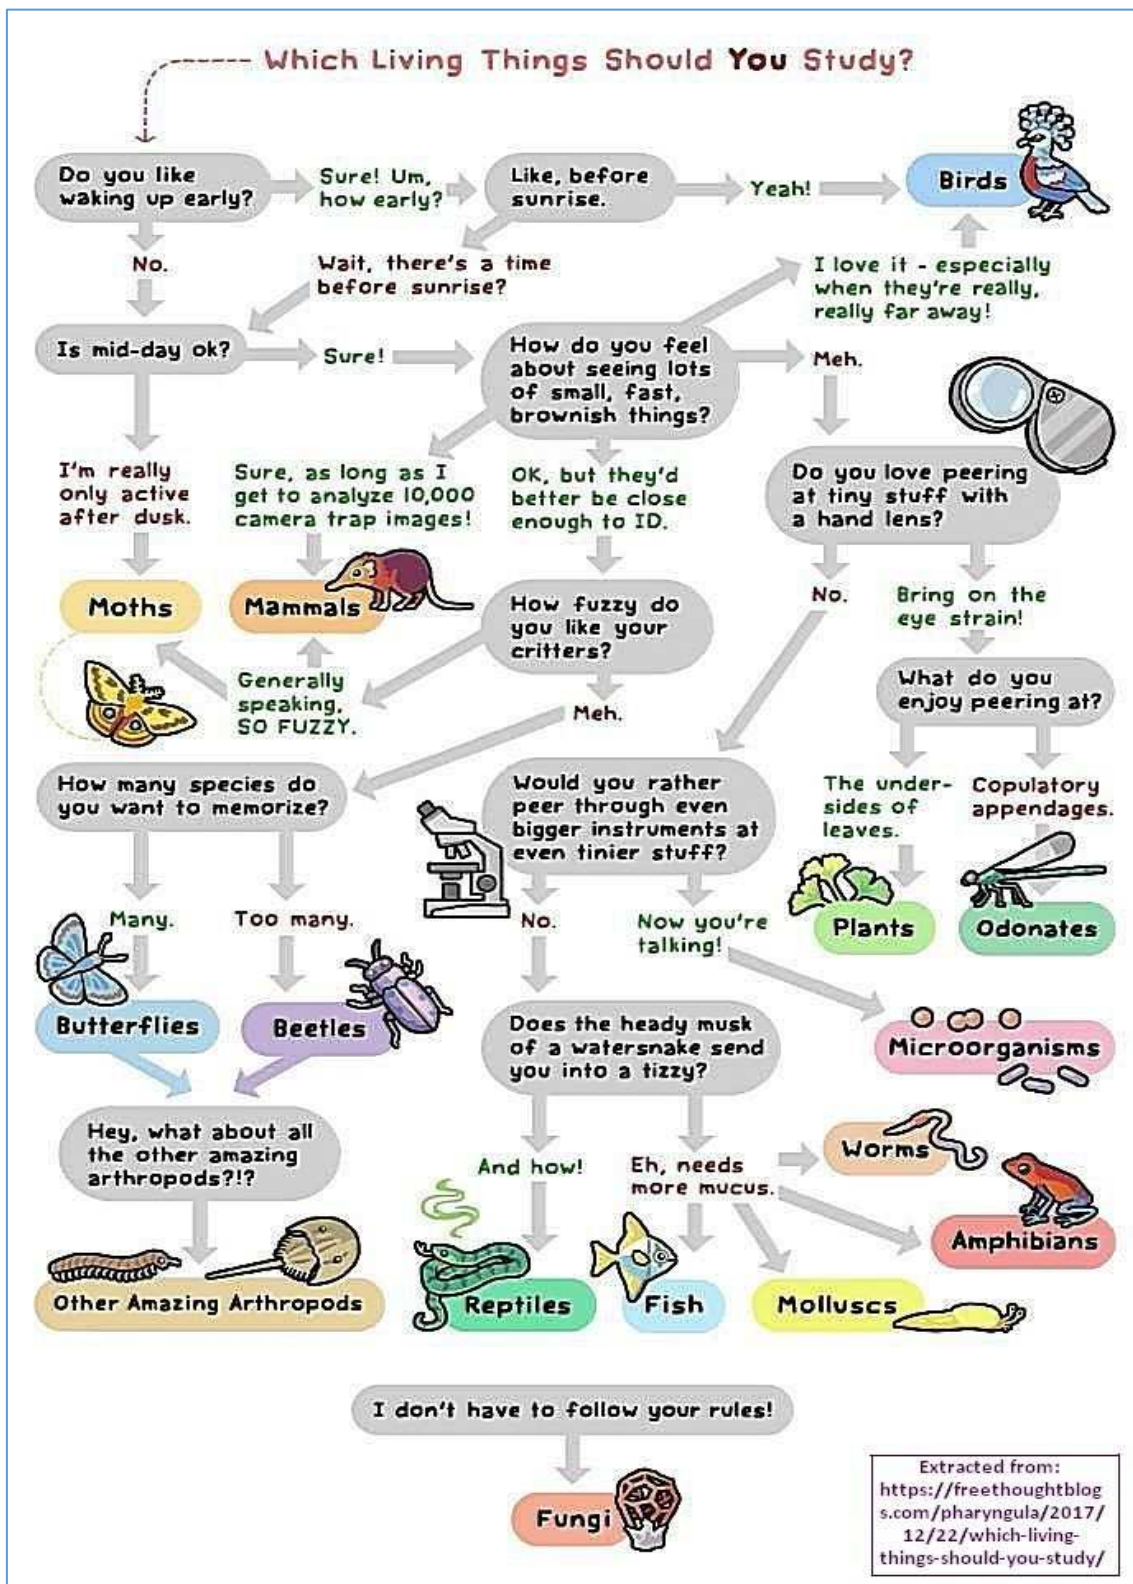 Which Living Things Should You Study?
Do you like
waking up early?
Sure! Um,
how early?
Like, before
sunrise.
Yeah!
Birds
No.
Wait, there's a time
before sunrise?
I love it - especially
when they're really,
really far away!
Is mid-day ok?
Sure!
How do you feel
about seeing lots
of small, fast,
brownish things?
Meh.
I'm really
only active
after dusk.
Sure, as long as I
get to analyze 10,000
camera trap images!
OK, but they'd
better be close
enough to ID.
Do you love peering
at tiny stuff with
a hand lens?
Moths
Mammals
How fuzzy do
you like your
critters?
No.
Bring on the
eye strain!
Generally
speaking,
SO FUZZY.
Meh.
What do you
enjoy peering at?
How many species do
you want to memorize?
Would you rather
peer through even
bigger instruments at
even tinier stuff?
The under-
sides of
leaves.
Copulatory
appendages.
Many.
Too many.
No.
Now you're
talking!
Plants
Odonates
Butterflies
Beetles
Does the heady musk
of a watersnake send
you into a tizzy?
Microorganisms
Hey, what about all
the other amazing
arthropods?!?
And how!
Eh, needs
more mucus.
Worms
Amphibians
Other Amazing Arthropods
Reptiles
Fish
Molluscs
I don't have to follow your rules!
Fungi
Extracted from:
https://freethoughtblog
s.com/pharyngula/2017/
12/22/which-living-
things-should-you-study/